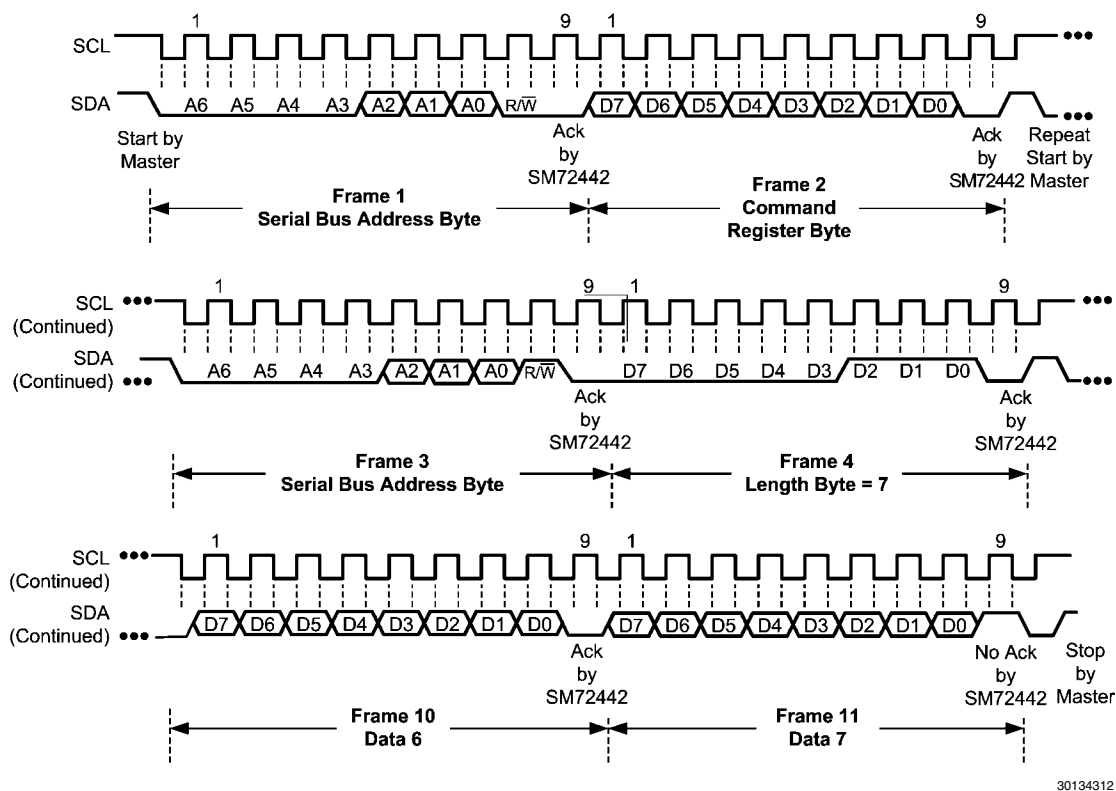 1 9 1 9
SCL
SDA A6 A5 A4 A3 A2 A1 A0 R/W̅ D7 D6 D5 D4 D3 D2 D1 D0
Start by
Master
Ack
by
SM72442
Ack
by
SM72442
Repeat
Start by
Master
Frame 1
Serial Bus Address Byte
Frame 2
Command
Register Byte
1 9 1 9
SCL
(Continued)
SDA
(Continued)
A6 A5 A4 A3 A2 A1 A0 R/W̅ D7 D6 D5 D4 D3 D2 D1 D0
Ack
by
SM72442
Ack
by
SM72442
Frame 3
Serial Bus Address Byte
Frame 4
Length Byte = 7
1 9 1 9
SCL
(Continued)
SDA
(Continued)
D7 D6 D5 D4 D3 D2 D1 D0 D7 D6 D5 D4 D3 D2 D1 D0
Ack
by
SM72442
No Ack
by
SM72442
Stop
by
Master
Frame 10
Data 6
Frame 11
Data 7
30134312